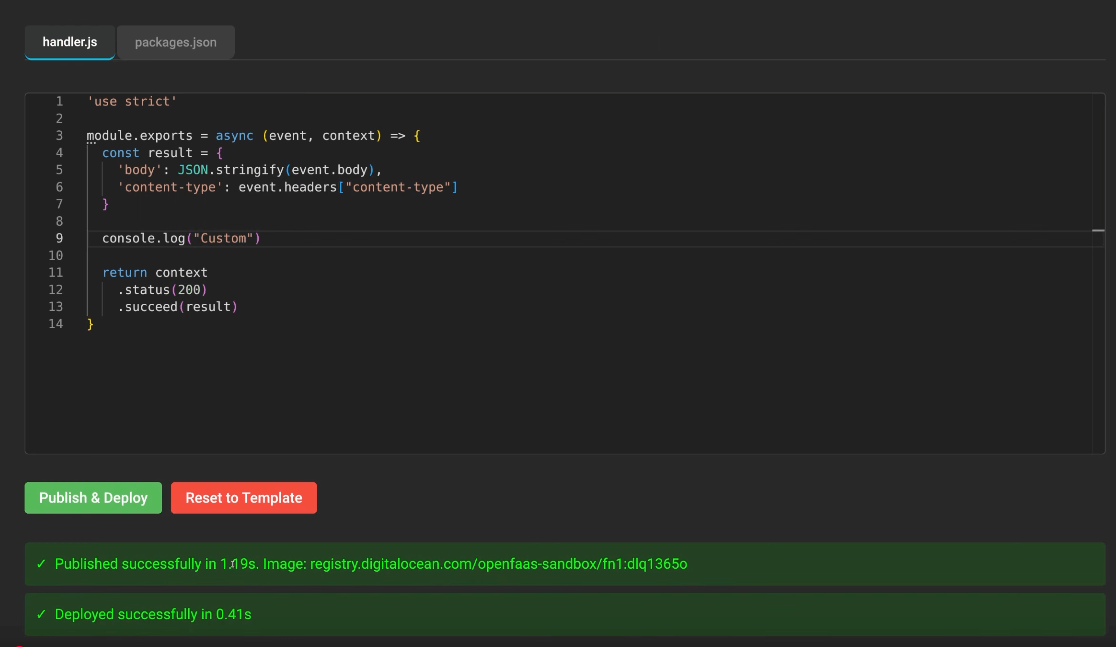 handler.js packages.json
1 'use strict'
2
3 module.exports = async (event, context) => {
4   const result = {
5     'body': JSON.stringify(event.body),
6     'content-type': event.headers["content-type"]
7   }
8
9   console.log("Custom")
10
11   return context
12     .status(200)
13     .succeed(result)
14 }
Publish & Deploy Reset to Template
✓ Published successfully in 1.19s. Image: registry.digitalocean.com/openfaas-sandbox/fn1:dlq1365o
✓ Deployed successfully in 0.41s